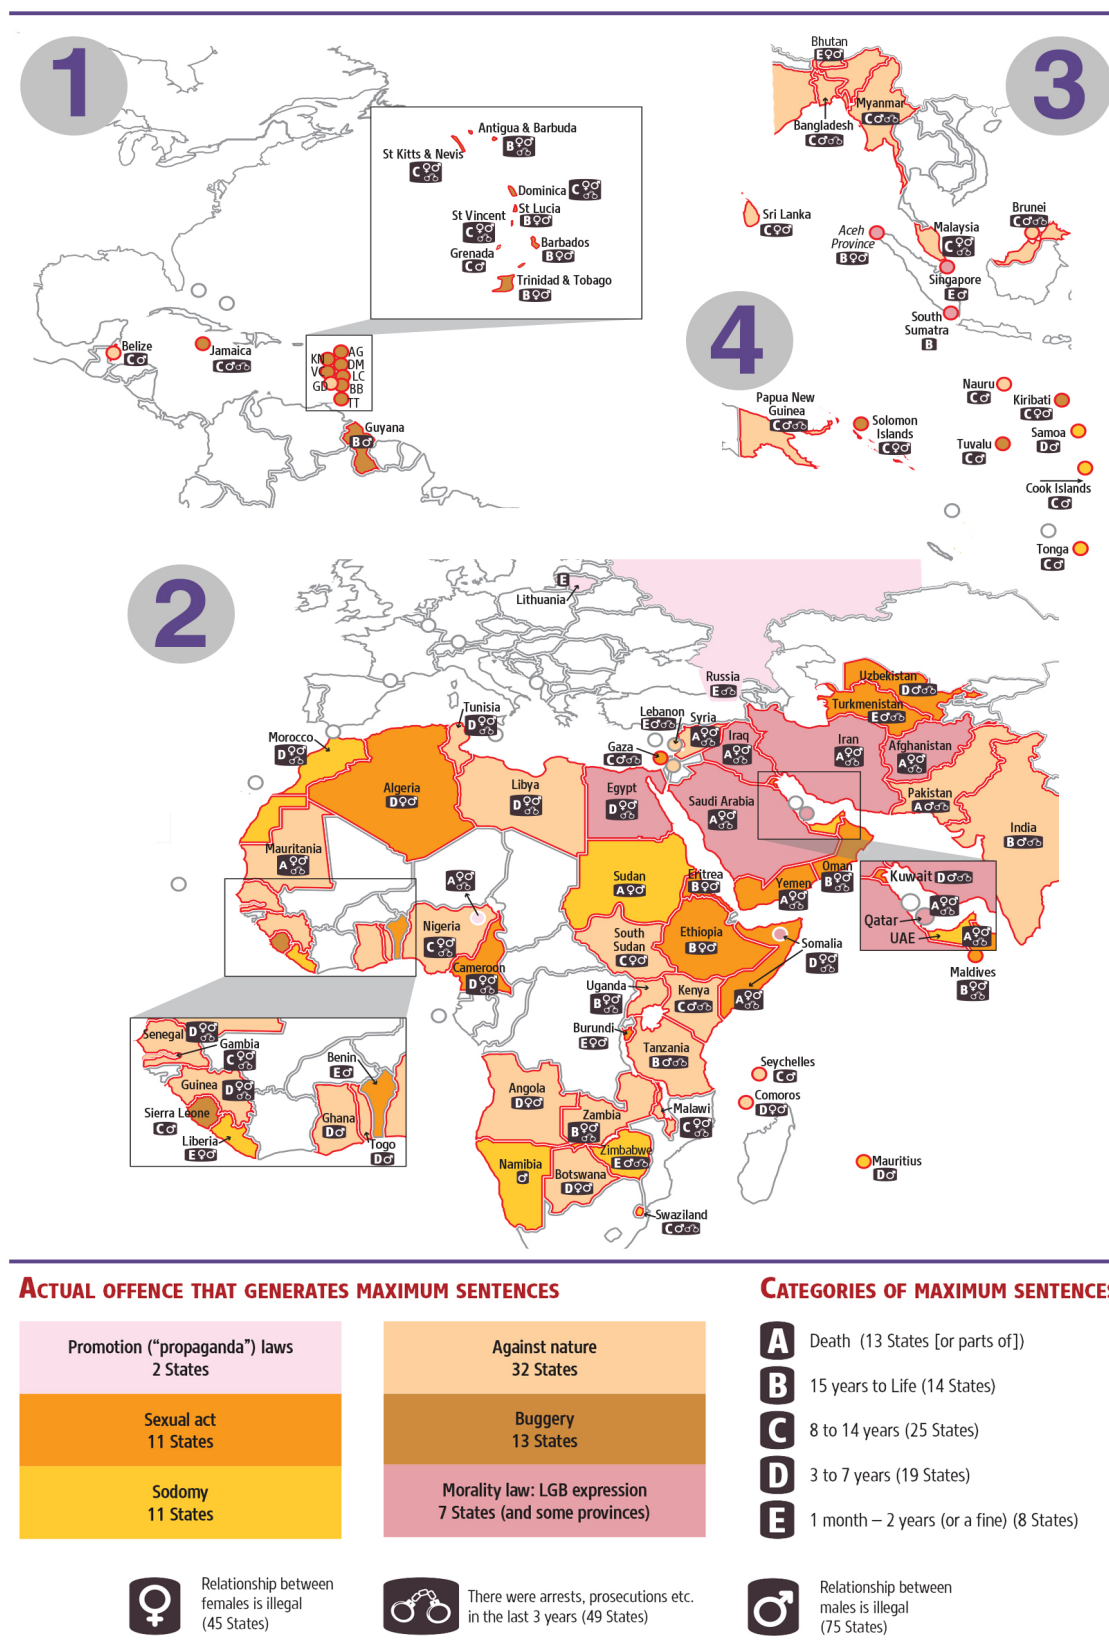 1
Antigua & Barbuda
B
St Kitts & Nevis
C
Dominica
C
St Lucia
B
St Vincent
C
Grenada
C
Barbados
B
Trinidad & Tobago
B
Belize
C
Jamaica
C
KN
AG
DM
V
LC
GD
BB
TT
Guyana
B
3
Bhutan
E
Myanmar
C
Bangladesh
C
Sri Lanka
C
Aceh
Province
B
Malaysia
C
Brunei
C
Singapore
E
South
Sumatra
B
4
Papua New
Guinea
C
Solomon
Islands
C
Nauru
C
Kiribati
C
Samoa
D
Tuvalu
C
Cook Islands
C
Tonga
C
2
E
Lithuania
Russia
E
Uzbekistan
D
Turkmenistan
E
Tunisia
D
Lebanon
E
Syria
A
Morocco
D
Gaza
C
Iraq
A
Iran
A
Afghanistan
A
Algeria
D
Libya
D
Egypt
D
Saudi Arabia
A
Pakistan
A
India
B
Mauritania
A
A
Sudan
A
Eritrea
B
Yemen
A
Oman
B
Kuwait
D
A
Qatar
UAE
A
Nigeria
C
South
Sudan
C
Ethiopia
B
Somalia
D
A
Cameroon
D
Maldives
B
Uganda
B
Kenya
C
Burundi
E
Tanzania
B
Senegal
D
Gambia
C
Guinea
D
Benin
E
Sierra Leone
C
Liberia
E
Ghana
D
Togo
D
Seychelles
C
Comoros
D
Angola
D
Zambia
B
Malawi
C
Zimbabwe
E
Namibia
Botswana
D
Mauritius
D
Swaziland
C
ACTUAL OFFENCE THAT GENERATES MAXIMUM SENTENCES
Promotion (“propaganda”) laws
2 States
Sexual act
11 States
Sodomy
11 States
Against nature
32 States
Buggery
13 States
Morality law: LGB expression
7 States (and some provinces)
CATEGORIES OF MAXIMUM SENTENCES
A Death (13 States [or parts of])
B 15 years to Life (14 States)
C 8 to 14 years (25 States)
D 3 to 7 years (19 States)
E 1 month – 2 years (or a fine) (8 States)
Relationship between
females is illegal
(45 States)
There were arrests, prosecutions etc.
in the last 3 years (49 States)
Relationship between
males is illegal
(75 States)